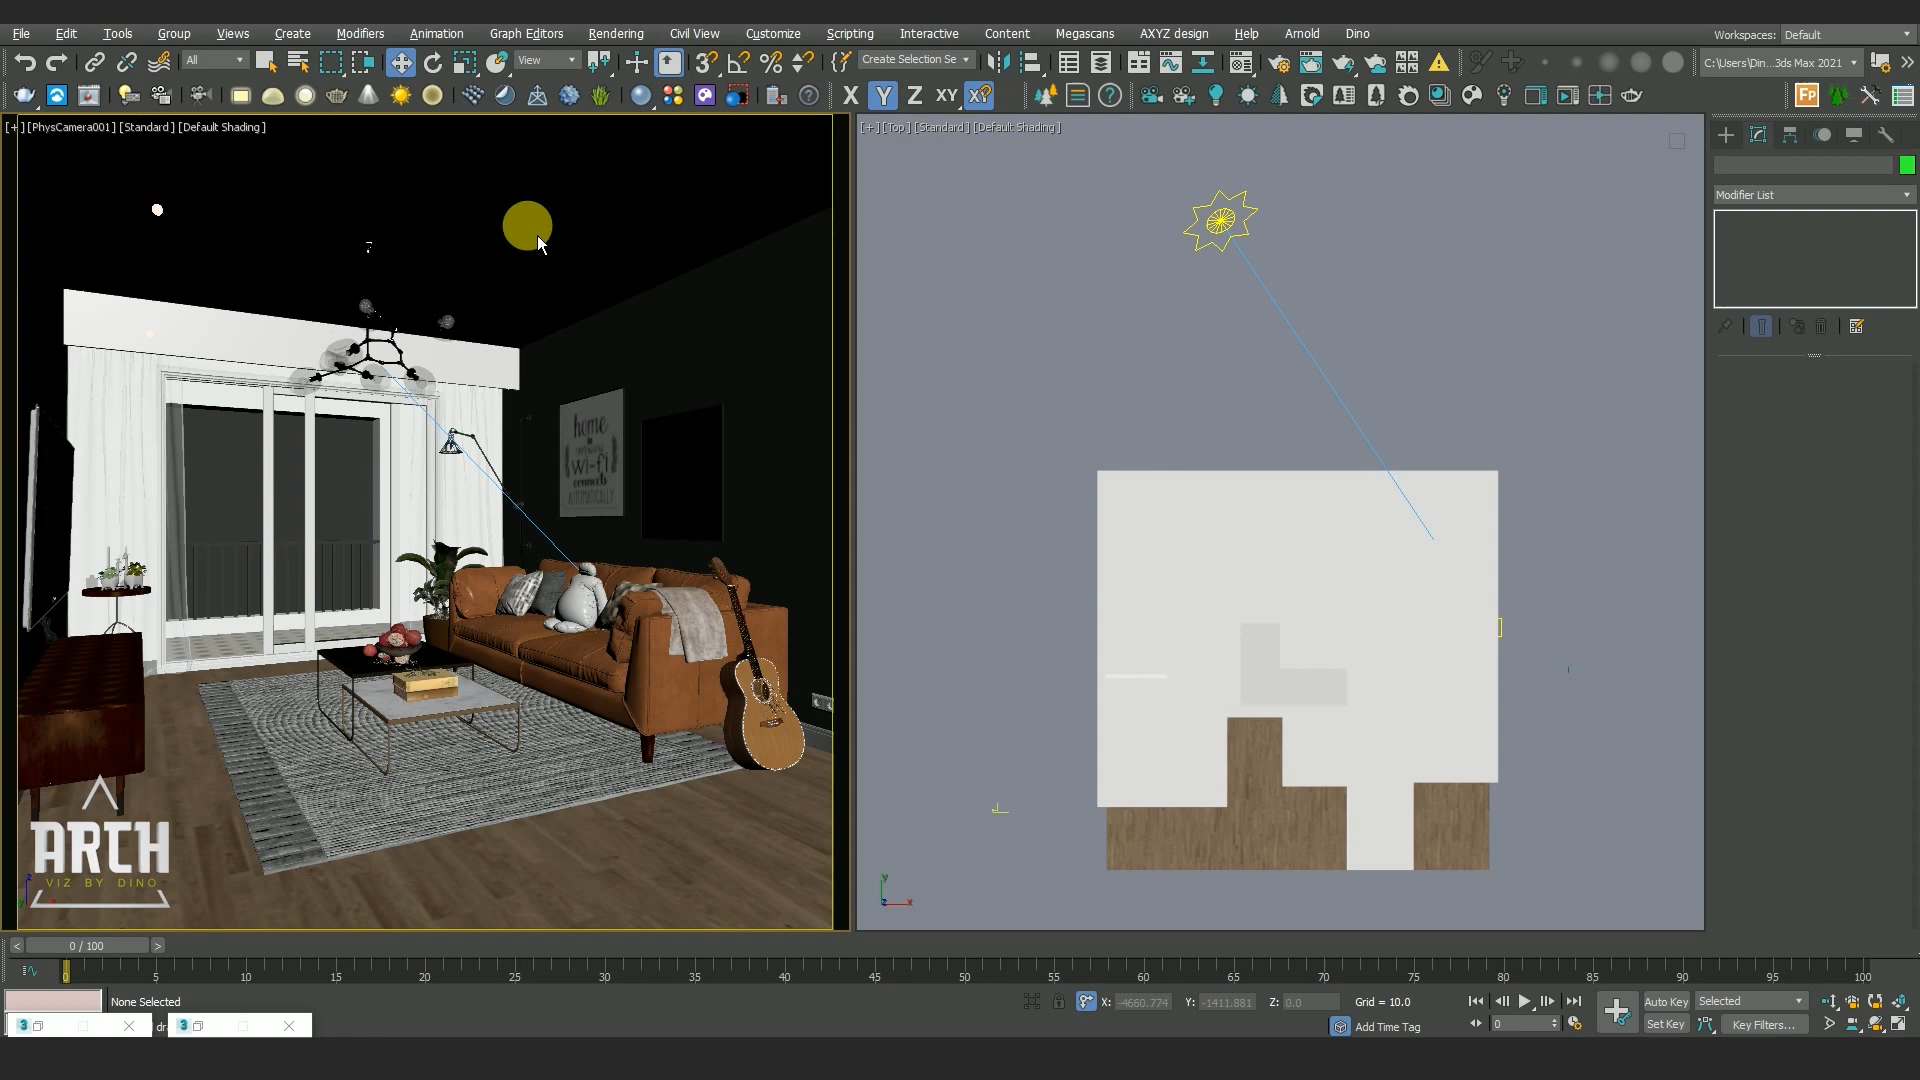 File Edit Tools Group Views Create Modifiers Animation Graph Editors Rendering Civil View Customize Scripting Interactive Content Megascans AXYZ design Help Arnold Dino
Workspaces: Default
All
View
Create Selection Se
C:\Users\Din...3ds Max 2021
X Y Z XY XY
[+][PhysCamera001][Standard][Default Shading]
[+][Top][Standard][Default Shading]
Modifier List
home
wi-fi
connects
AUTOMATICALLY
ARCH
VIZ BY DINO
0 / 100
0 5 10 15 20 25 30 35 40 45 50 55 60 65 70 75 80 85 90 95 100
None Selected
X: -4660.774 Y: -1411.881 Z: 0.0 Grid = 10.0
Add Time Tag
0
Auto Key Selected
Set Key Key Filters...